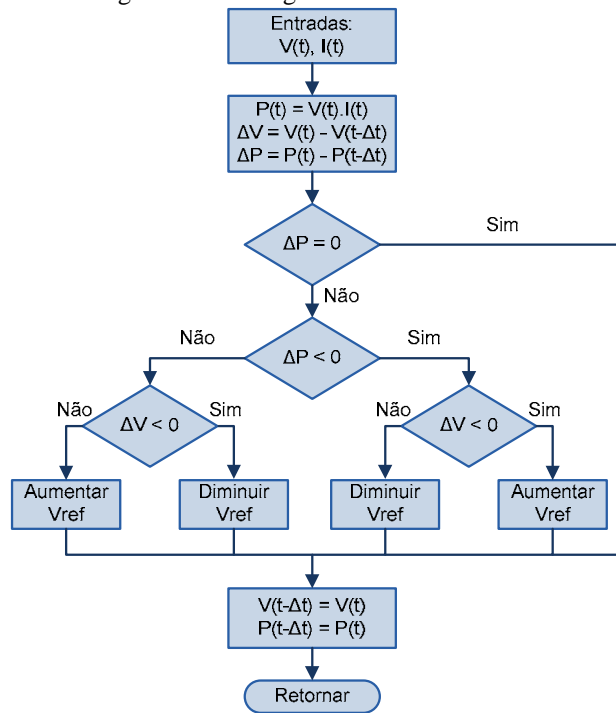 Entradas:
V(t), I(t)
P(t) = V(t).I(t)
ΔV = V(t) - V(t-Δt)
ΔP = P(t) - P(t-Δt)
ΔP = 0
Sim
Não
ΔP < 0
Não
Sim
ΔV < 0
Não
Sim
ΔV < 0
Não
Sim
Aumentar
Vref
Diminuir
Vref
Diminuir
Vref
Aumentar
Vref
V(t-Δt) = V(t)
P(t-Δt) = P(t)
Retornar